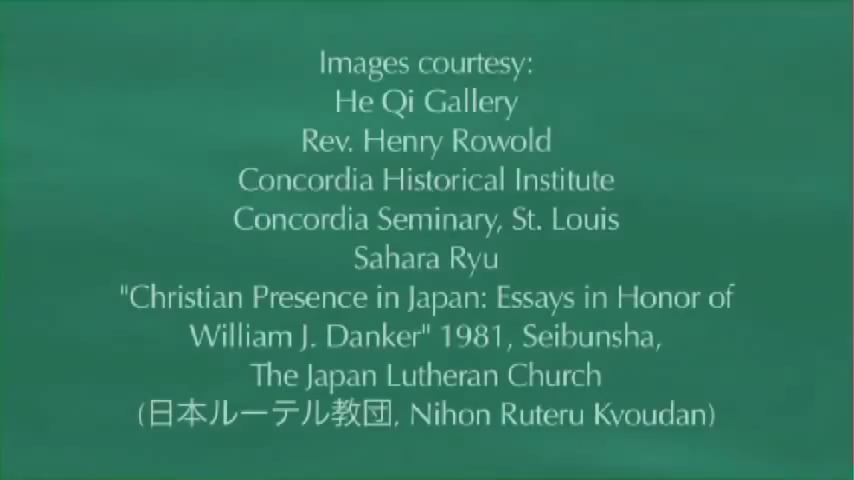 Images courtesy:
He Qi Gallery
Rev. Henry Rowold
Concordia Historical Institute
Concordia Seminary, St. Louis
Sahara Ryu
"Christian Presence in Japan: Essays in Honor of
William J. Danker" 1981, Seibunsha,
The Japan Lutheran Church
(日本ルーテル教団, Nihon Ruteru Kyoudan)